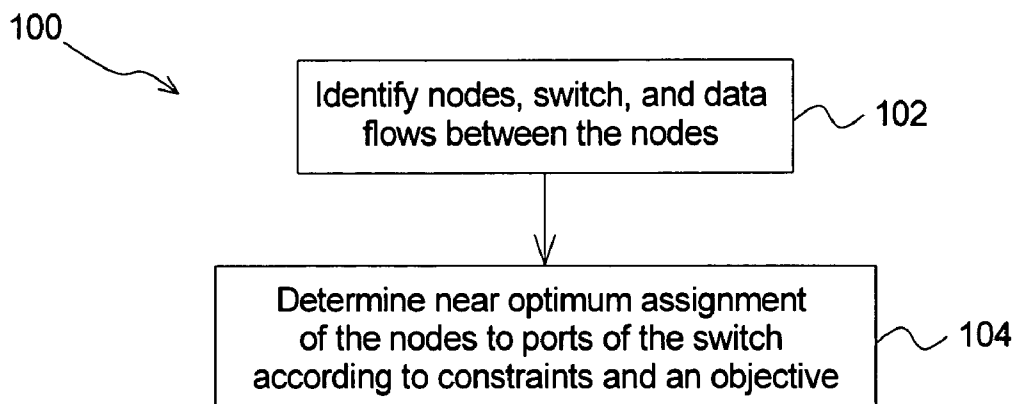 100
Identify nodes, switch, and data
flows between the nodes
102
Determine near optimum assignment
of the nodes to ports of the switch
according to constraints and an objective
104